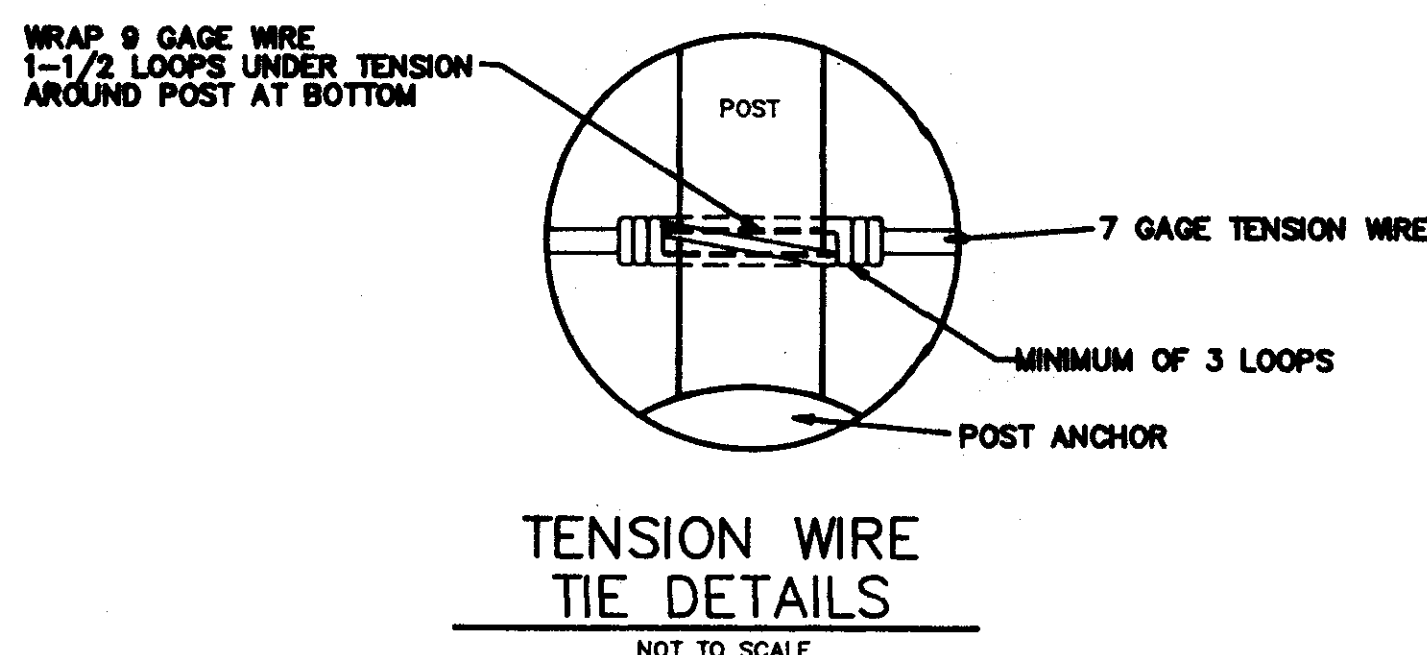 WRAP 9 GAGE WIRE
1-1/2 LOOPS UNDER TENSION
AROUND POST AT BOTTOM
POST
7 GAGE TENSION WIRE
MINIMUM OF 3 LOOPS
POST ANCHOR
TENSION WIRE
TIE DETAILS
NOT TO SCALE